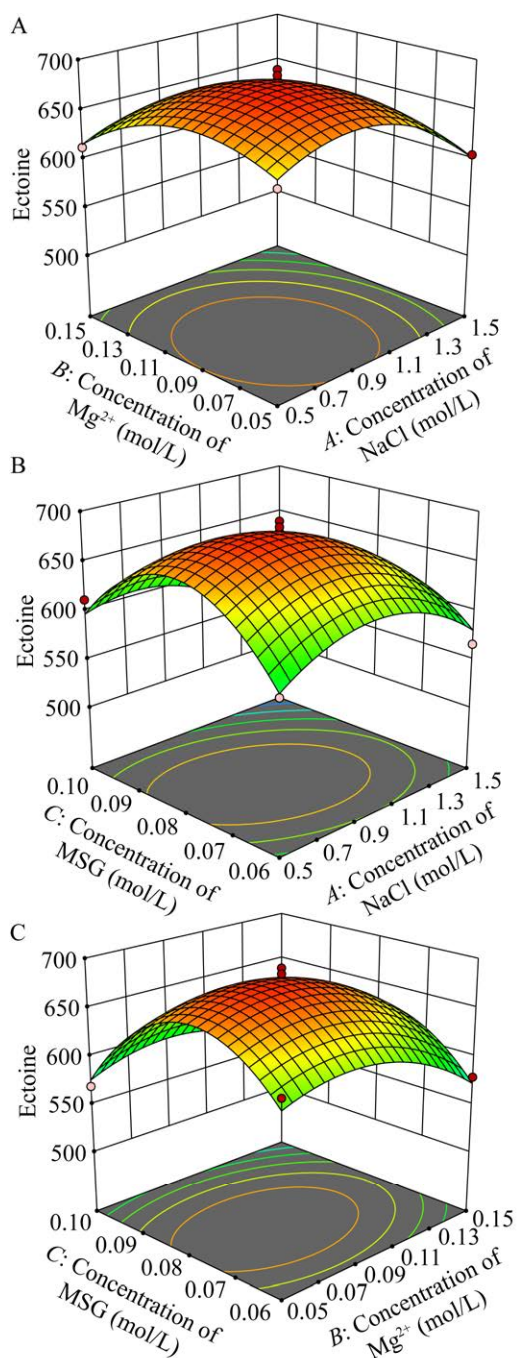 A
700
650
600
550
500
Ectoine
0.15
0.13
0.11
0.09
0.07
0.05
B: Concentration of
Mg²⁺ (mol/L)
0.5
0.7
0.9
1.1
1.3
1.5
A: Concentration of
NaCl (mol/L)
B
700
650
600
550
500
Ectoine
0.10
0.09
0.08
0.07
0.06
C: Concentration of
MSG (mol/L)
0.5
0.7
0.9
1.1
1.3
1.5
A: Concentration of
NaCl (mol/L)
C
700
650
600
550
500
Ectoine
0.10
0.09
0.08
0.07
0.06
C: Concentration of
MSG (mol/L)
0.05
0.07
0.09
0.11
0.13
0.15
B: Concentration of
Mg²⁺ (mol/L)